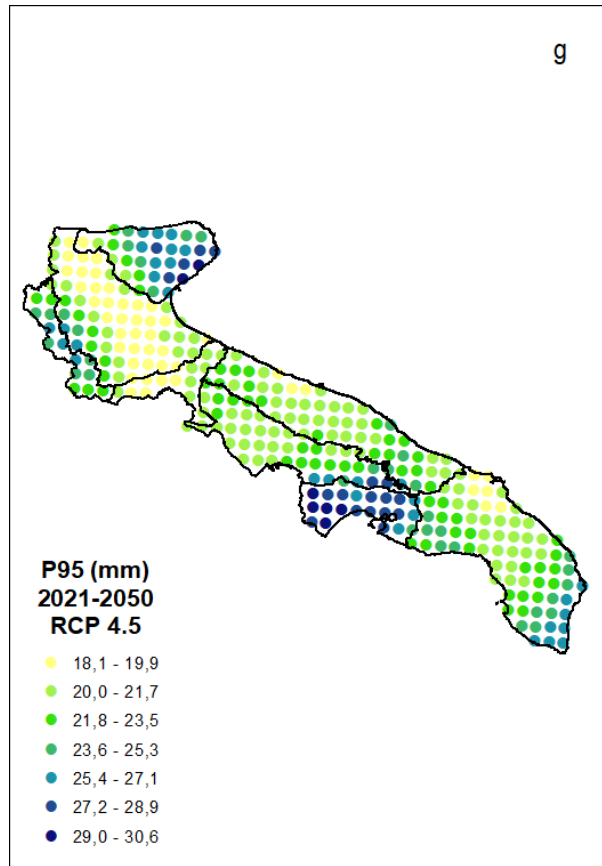 g
P95 (mm)
2021-2050
RCP 4.5
18,1 - 19,9
20,0 - 21,7
21,8 - 23,5
23,6 - 25,3
25,4 - 27,1
27,2 - 28,9
29,0 - 30,6